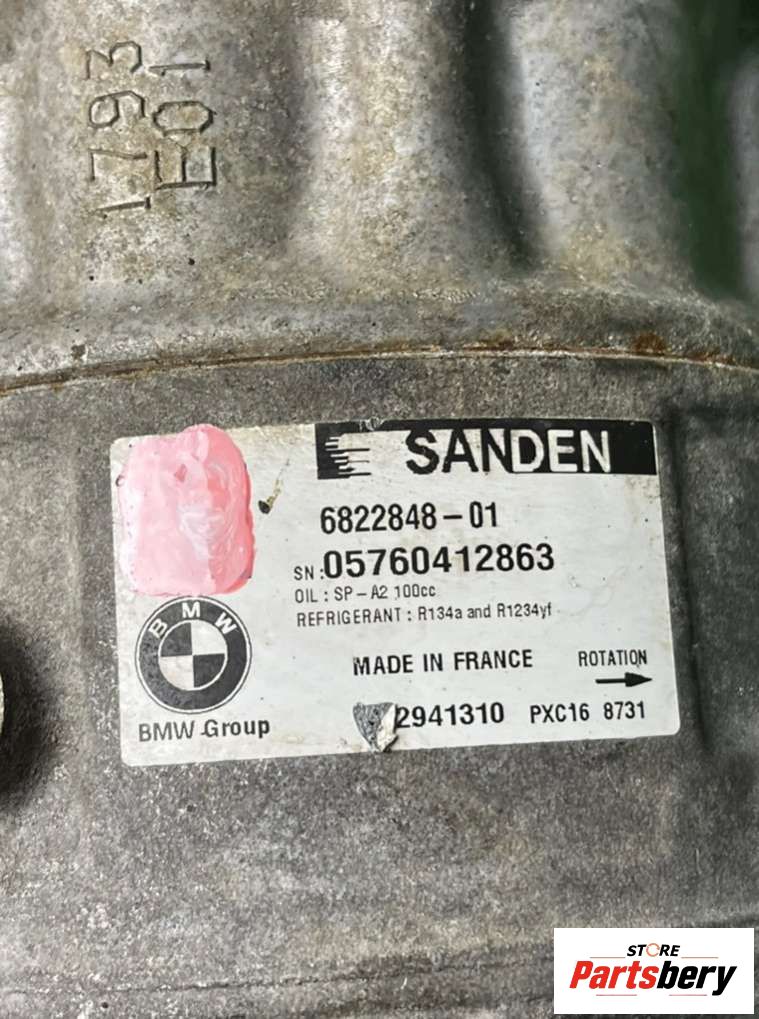 1793
E01
SANDEN
6822848-01
SN:05760412863
OIL : SP-A2 100cc
REFRIGERANT : R134a and R1234yf
BMW
MADE IN FRANCE ROTATION
BMW Group
2941310 PXC16 8731
STORE
Partsbery